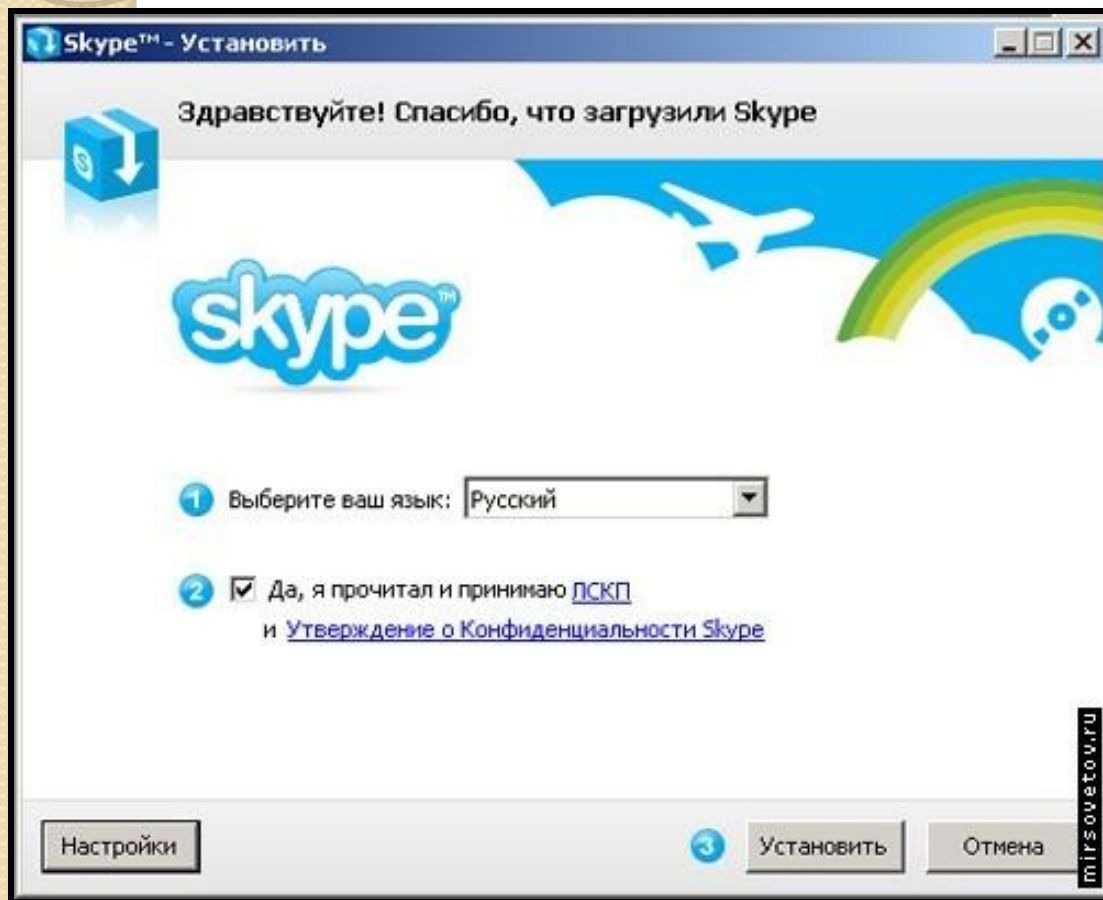 Skype™ - Установить
Здравствуйте! Спасибо, что загрузили Skype
S
skype™
1 Выберите ваш язык: Русский
2 Да, я прочитал и принимаю ЛСКП
и Утверждение о Конфиденциальности Skype
Настройки 3 Установить Отмена
mirsovetov.ru